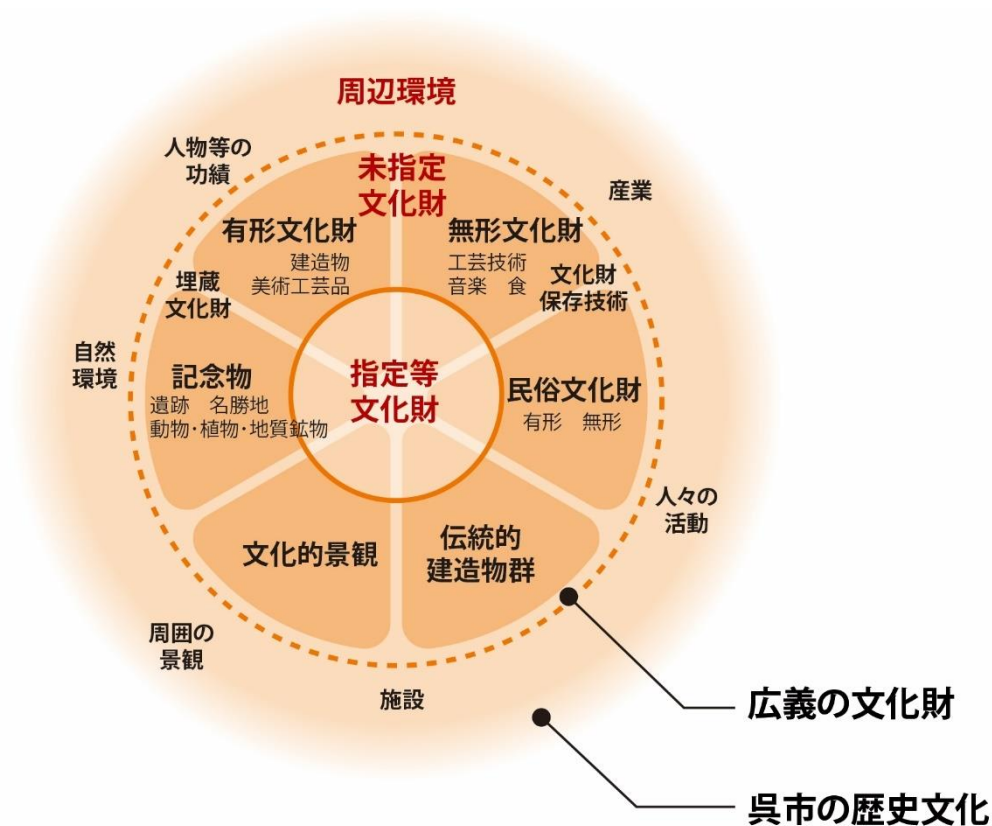 周辺環境
人物等の
功績
未指定
文化財
産業
有形文化財
建造物
美術工芸品
無形文化財
工芸技術
音楽　食
埋蔵
文化財
文化財
保存技術
自然
環境
記念物
遺跡　名勝地
動物・植物・地質鉱物
指定等
文化財
民俗文化財
有形　無形
人々の
活動
文化的景観
伝統的
建造物群
周囲の
景観
施設
広義の文化財
呉市の歴史文化